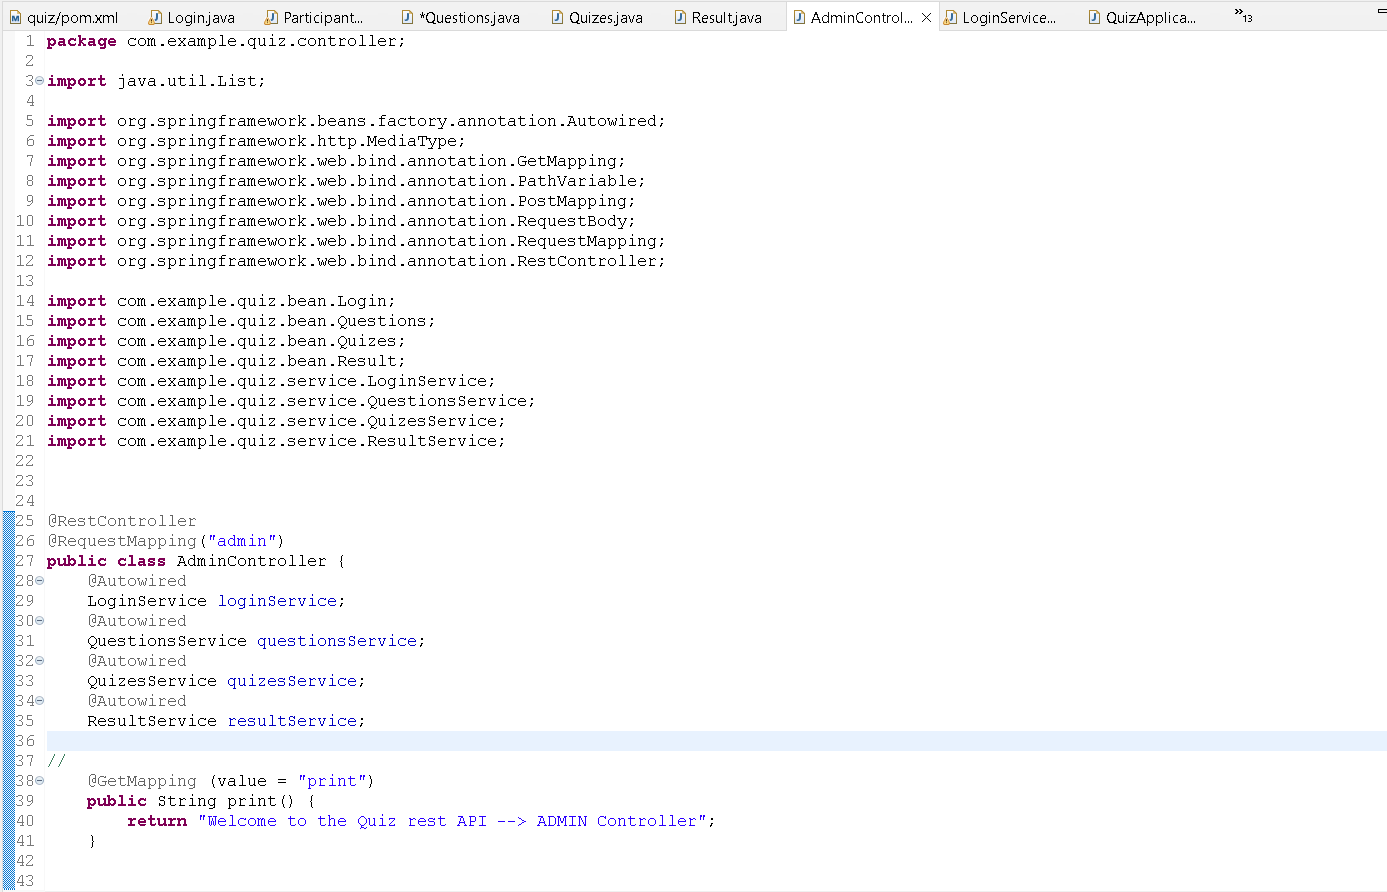 quiz/pom.xml Login.java Participant... *Questions.java Quizes.java Result.java AdminControl... LoginService... QuizApplica... »13
1 package com.example.quiz.controller;
2
3 import java.util.List;
4
5 import org.springframework.beans.factory.annotation.Autowired;
6 import org.springframework.http.MediaType;
7 import org.springframework.web.bind.annotation.GetMapping;
8 import org.springframework.web.bind.annotation.PathVariable;
9 import org.springframework.web.bind.annotation.PostMapping;
10 import org.springframework.web.bind.annotation.RequestBody;
11 import org.springframework.web.bind.annotation.RequestMapping;
12 import org.springframework.web.bind.annotation.RestController;
13
14 import com.example.quiz.bean.Login;
15 import com.example.quiz.bean.Questions;
16 import com.example.quiz.bean.Quizes;
17 import com.example.quiz.bean.Result;
18 import com.example.quiz.service.LoginService;
19 import com.example.quiz.service.QuestionsService;
20 import com.example.quiz.service.QuizesService;
21 import com.example.quiz.service.ResultService;
22
23
24
25 @RestController
26 @RequestMapping("admin")
27 public class AdminController {
28 @Autowired
29 LoginService loginService;
30 @Autowired
31 QuestionsService questionsService;
32 @Autowired
33 QuizesService quizesService;
34 @Autowired
35 ResultService resultService;
36
37 //
38 @GetMapping (value = "print")
39 public String print() {
40 return "Welcome to the Quiz rest API --> ADMIN Controller";
41 }
42
43